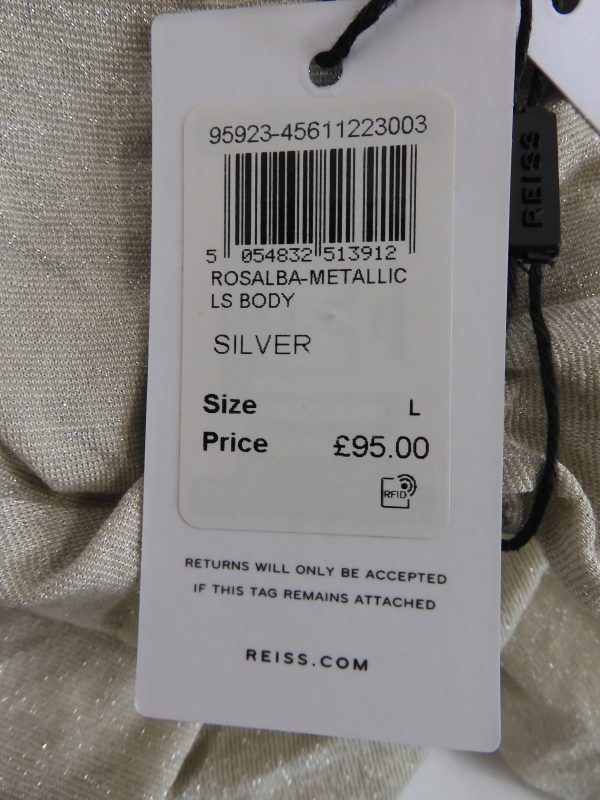 95923-45611223003
5 054832 513912
ROSALBA-METALLIC
LS BODY
SILVER
Size L
Price £95.00
RFID
RETURNS WILL ONLY BE ACCEPTED
IF THIS TAG REMAINS ATTACHED
REISS.COM
REISS